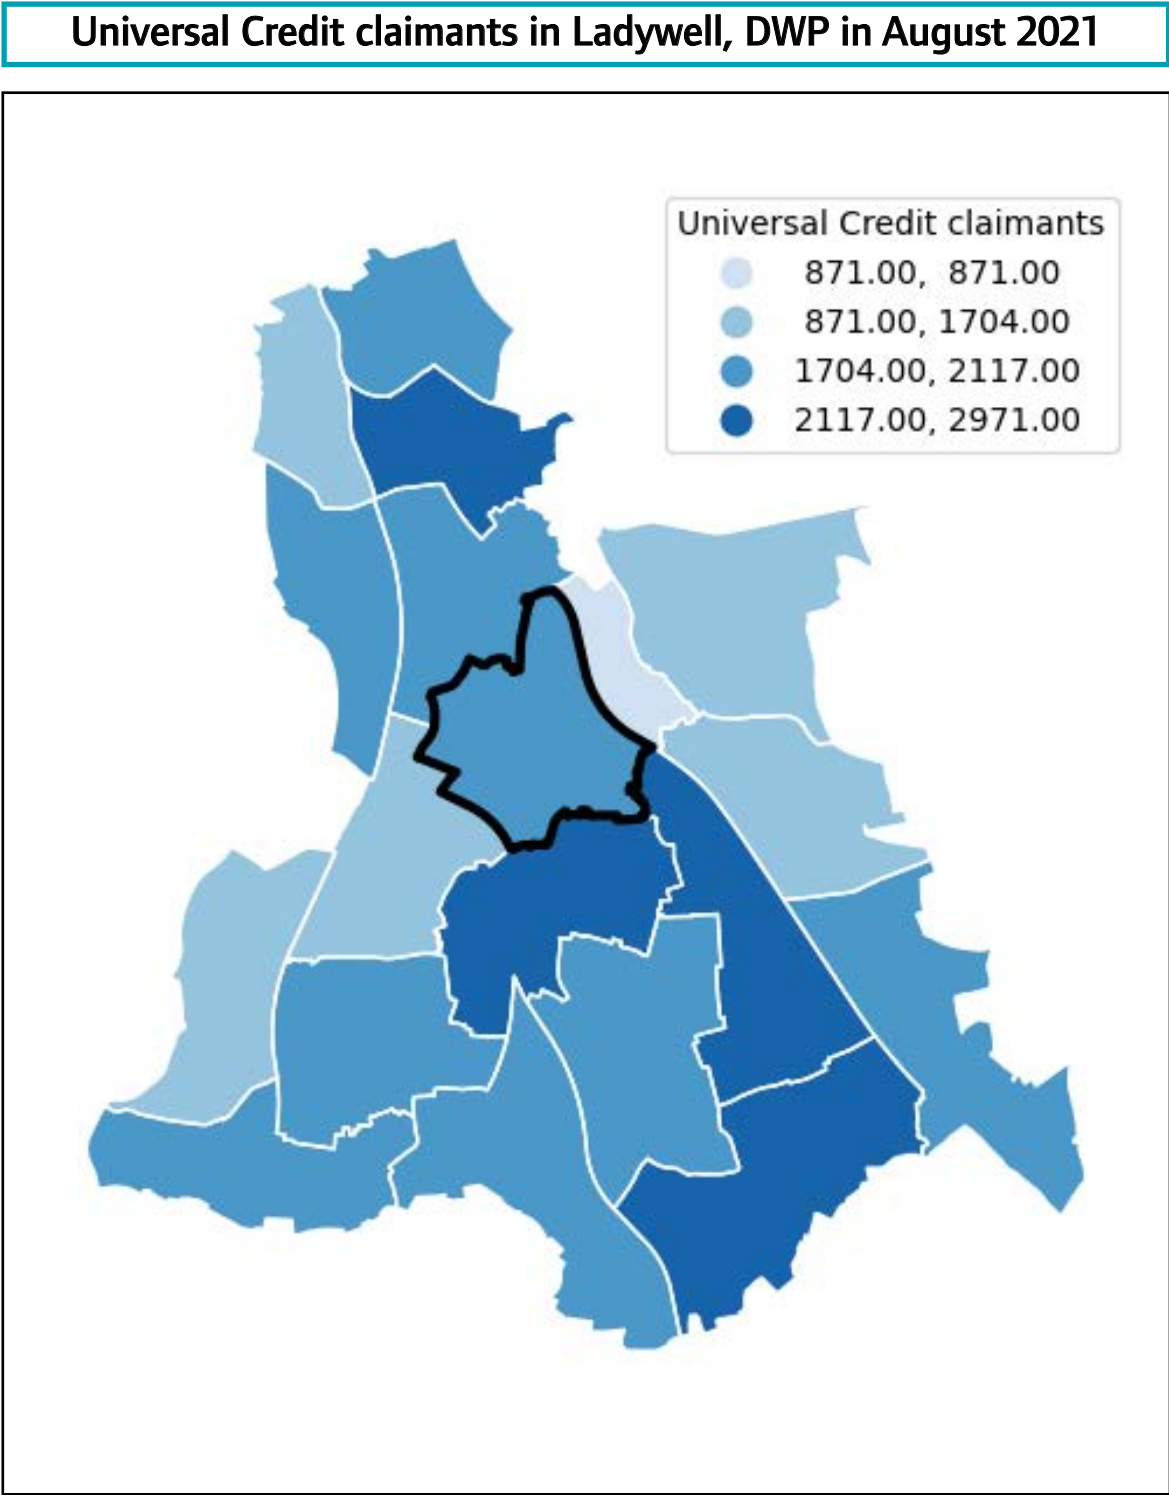 Universal Credit claimants in Ladywell, DWP in August 2021
Universal Credit claimants
871.00, 871.00
871.00, 1704.00
1704.00, 2117.00
2117.00, 2971.00